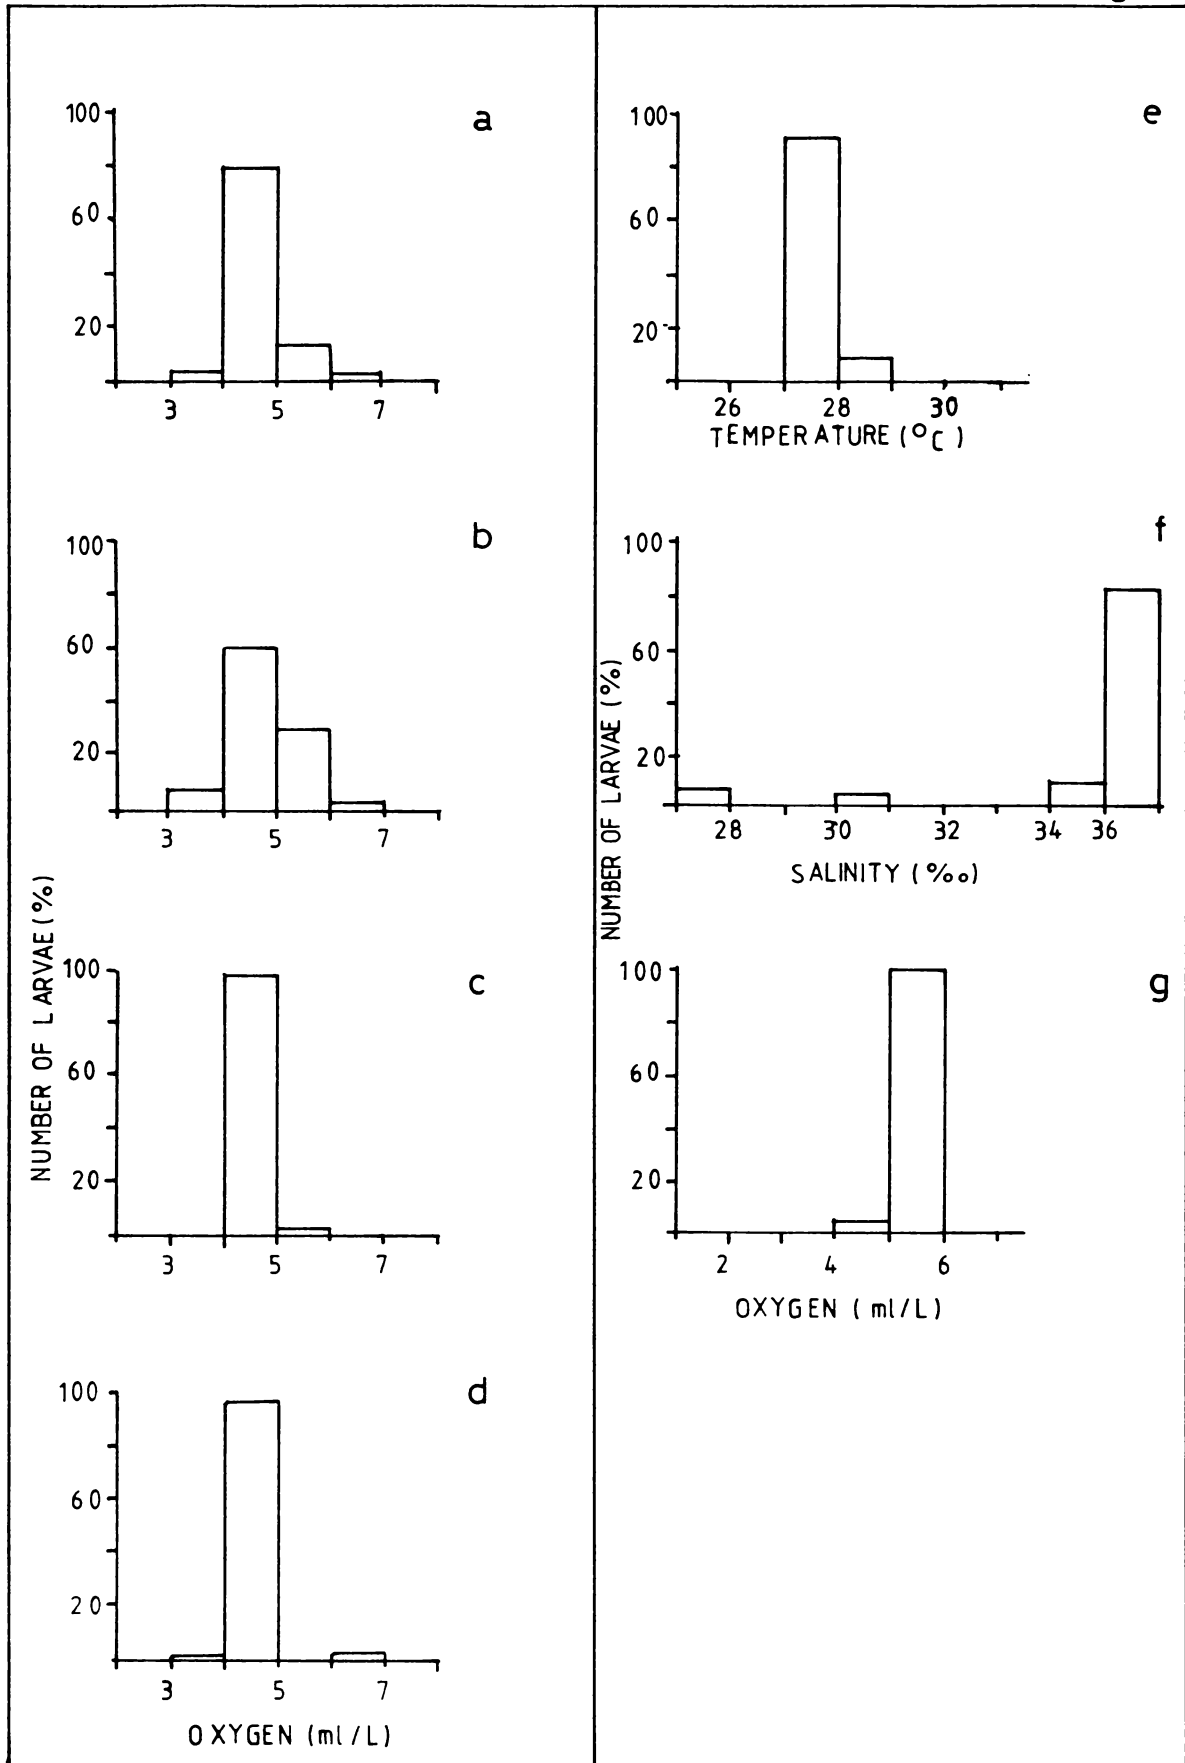 a
100
60
20
3 5 7
b
100
60
20
3 5 7
c
100
60
20
3 5 7
d
100
60
20
3 5 7
OXYGEN (ml/L)
NUMBER OF LARVAE (%)
e
100
60
20
26 28 30
TEMPERATURE (°C)
f
100
60
20
28 30 32 34 36
SALINITY (‰)
g
100
60
20
2 4 6
OXYGEN (ml/L)
NUMBER OF LARVAE (%)